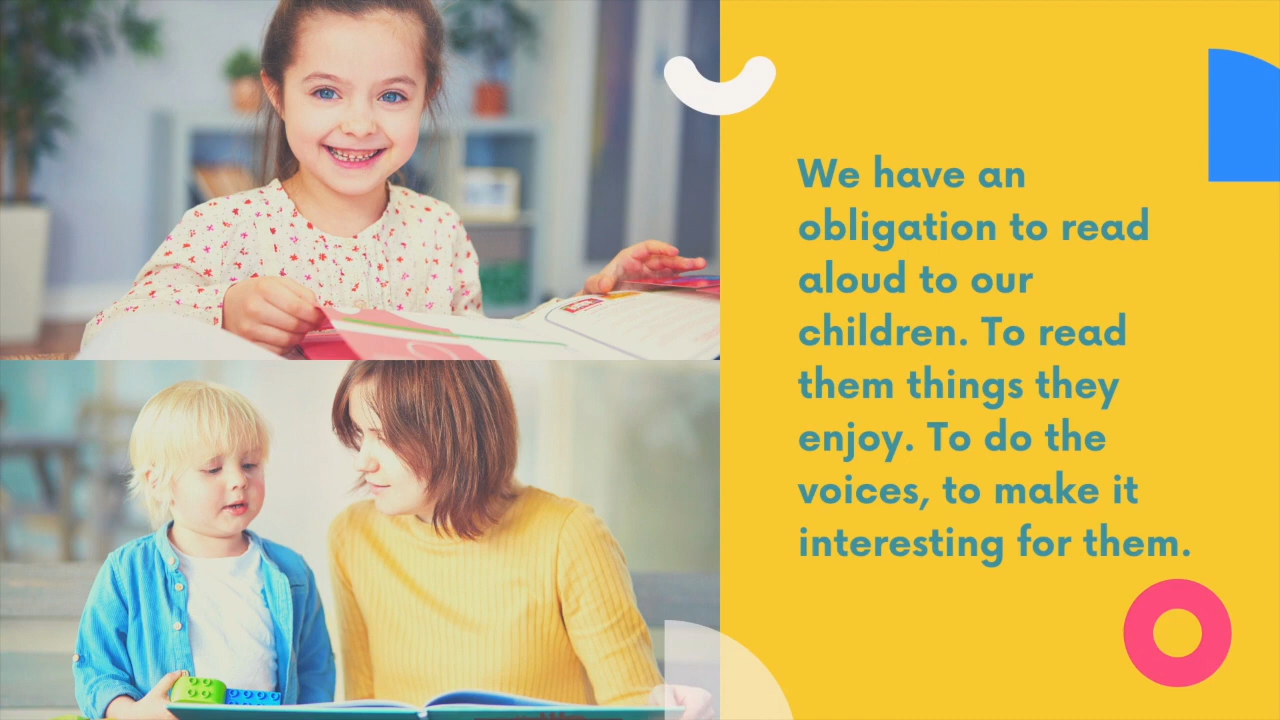 We have an
obligation to read
aloud to our
children. To read
them things they
enjoy. To do the
voices, to make it
interesting for them.